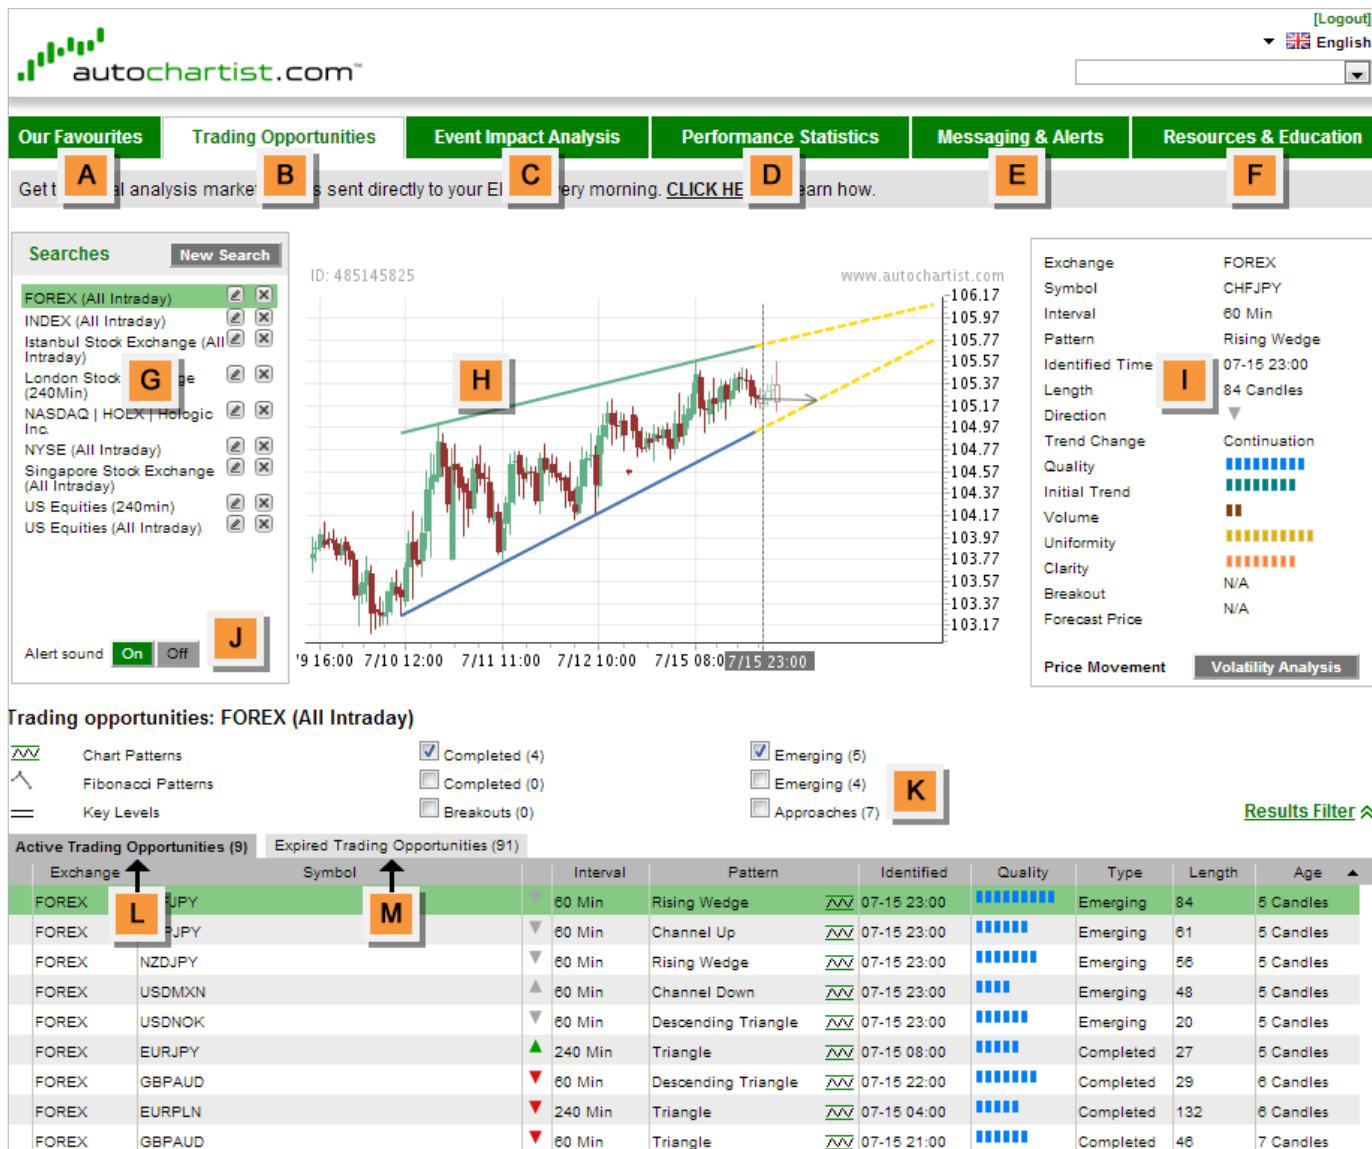 [Logout]
English
autochartist.com™
Our Favourites Trading Opportunities Event Impact Analysis Performance Statistics Messaging & Alerts Resources & Education
A B C D E F
Get t al analysis market s sent directly to your E very morning. CLICK HE earn how.
Searches New Search
FOREX (All Intraday)
INDEX (All Intraday)
Istanbul Stock Exchange (All
Intraday)
London Stock ge
(240Min)
NASDAQ | HOLX | Hologic
Inc.
NYSE (All Intraday)
Singapore Stock Exchange
(All Intraday)
US Equities (240min)
US Equities (All Intraday)
G
Alert sound On Off
J
ID: 485145825 www.autochartist.com
H
106.17
105.97
105.77
105.57
105.37
105.17
104.97
104.77
104.57
104.37
104.17
103.97
103.77
103.57
103.37
103.17
'9 16:00 7/10 12:00 7/11 11:00 7/12 10:00 7/15 08:0 7/15 23:00
Exchange FOREX
Symbol CHFJPY
Interval 60 Min
Pattern Rising Wedge
Identified Time 07-15 23:00
I
Length 84 Candles
Direction
Trend Change Continuation
Quality
Initial Trend
Volume
Uniformity
Clarity
Breakout N/A
Forecast Price N/A
Price Movement Volatility Analysis
Trading opportunities: FOREX (All Intraday)
Chart Patterns Completed (4) Emerging (5)
Fibonacci Patterns Completed (0) Emerging (4)
Key Levels Breakouts (0) Approaches (7)
K
Results Filter
Active Trading Opportunities (9) Expired Trading Opportunities (91)
Exchange Symbol Interval Pattern Identified Quality Type Length Age
L M
FOREX FJPY 60 Min Rising Wedge 07-15 23:00 Emerging 84 5 Candles
FOREX PJPY 60 Min Channel Up 07-15 23:00 Emerging 61 5 Candles
FOREX NZDJPY 60 Min Rising Wedge 07-15 23:00 Emerging 56 5 Candles
FOREX USDMXN 60 Min Channel Down 07-15 23:00 Emerging 48 5 Candles
FOREX USDNOK 60 Min Descending Triangle 07-15 23:00 Emerging 20 5 Candles
FOREX EURJPY 240 Min Triangle 07-15 08:00 Completed 27 5 Candles
FOREX GBPAUD 60 Min Descending Triangle 07-15 22:00 Completed 29 6 Candles
FOREX EURPLN 240 Min Triangle 07-15 04:00 Completed 132 6 Candles
FOREX GBPAUD 60 Min Triangle 07-15 21:00 Completed 46 7 Candles